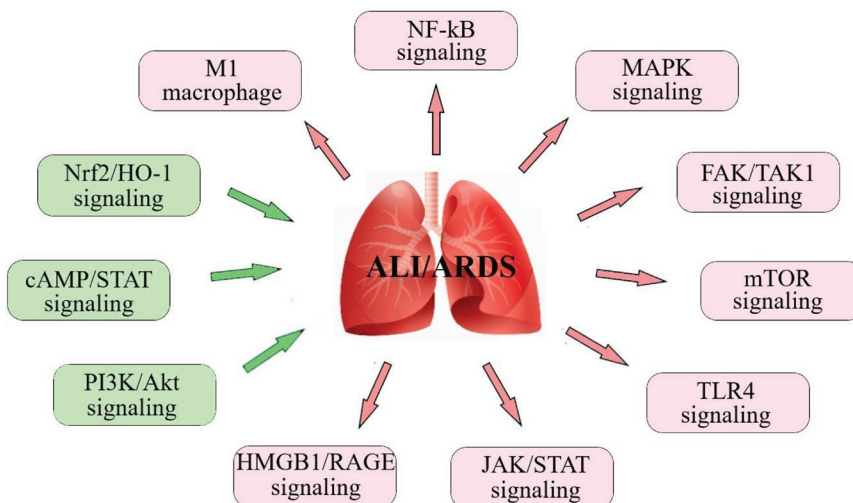 NF-kB
signaling
M1
macrophage
MAPK
signaling
Nrf2/HO-1
signaling
FAK/TAK1
signaling
cAMP/STAT
signaling
ALI/ARDS
mTOR
signaling
PI3K/Akt
signaling
TLR4
signaling
HMGB1/RAGE
signaling
JAK/STAT
signaling